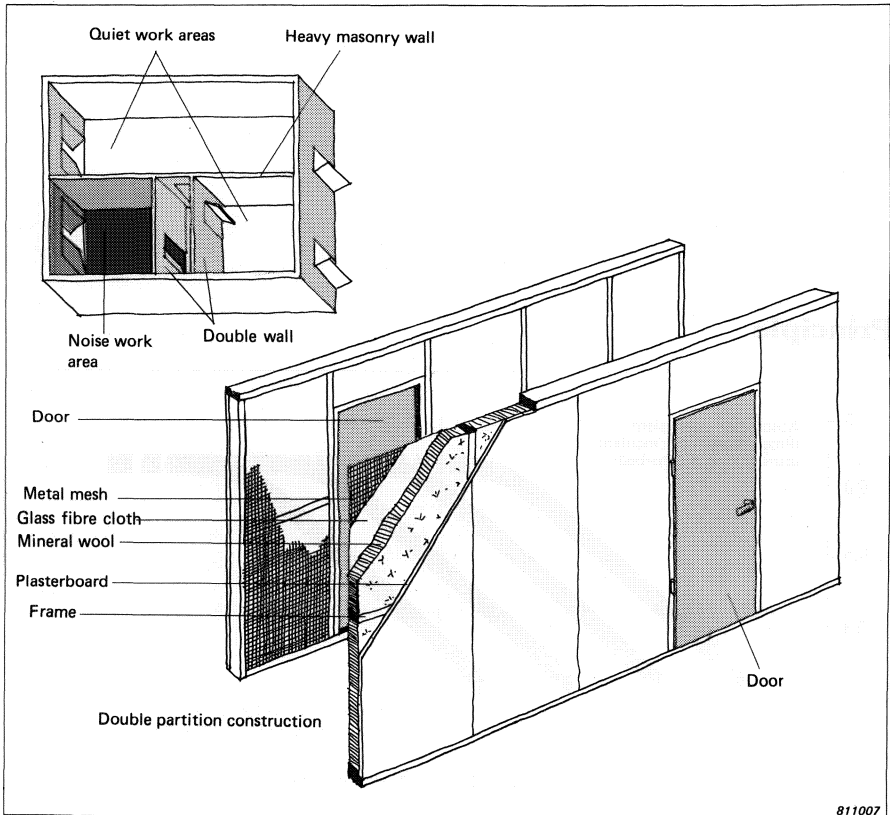 Quiet work areas
Heavy masonry wall
Noise work
area
Double wall
Door
Metal mesh
Glass fibre cloth
Mineral wool
Plasterboard
Frame
Door
Double partition construction
811007